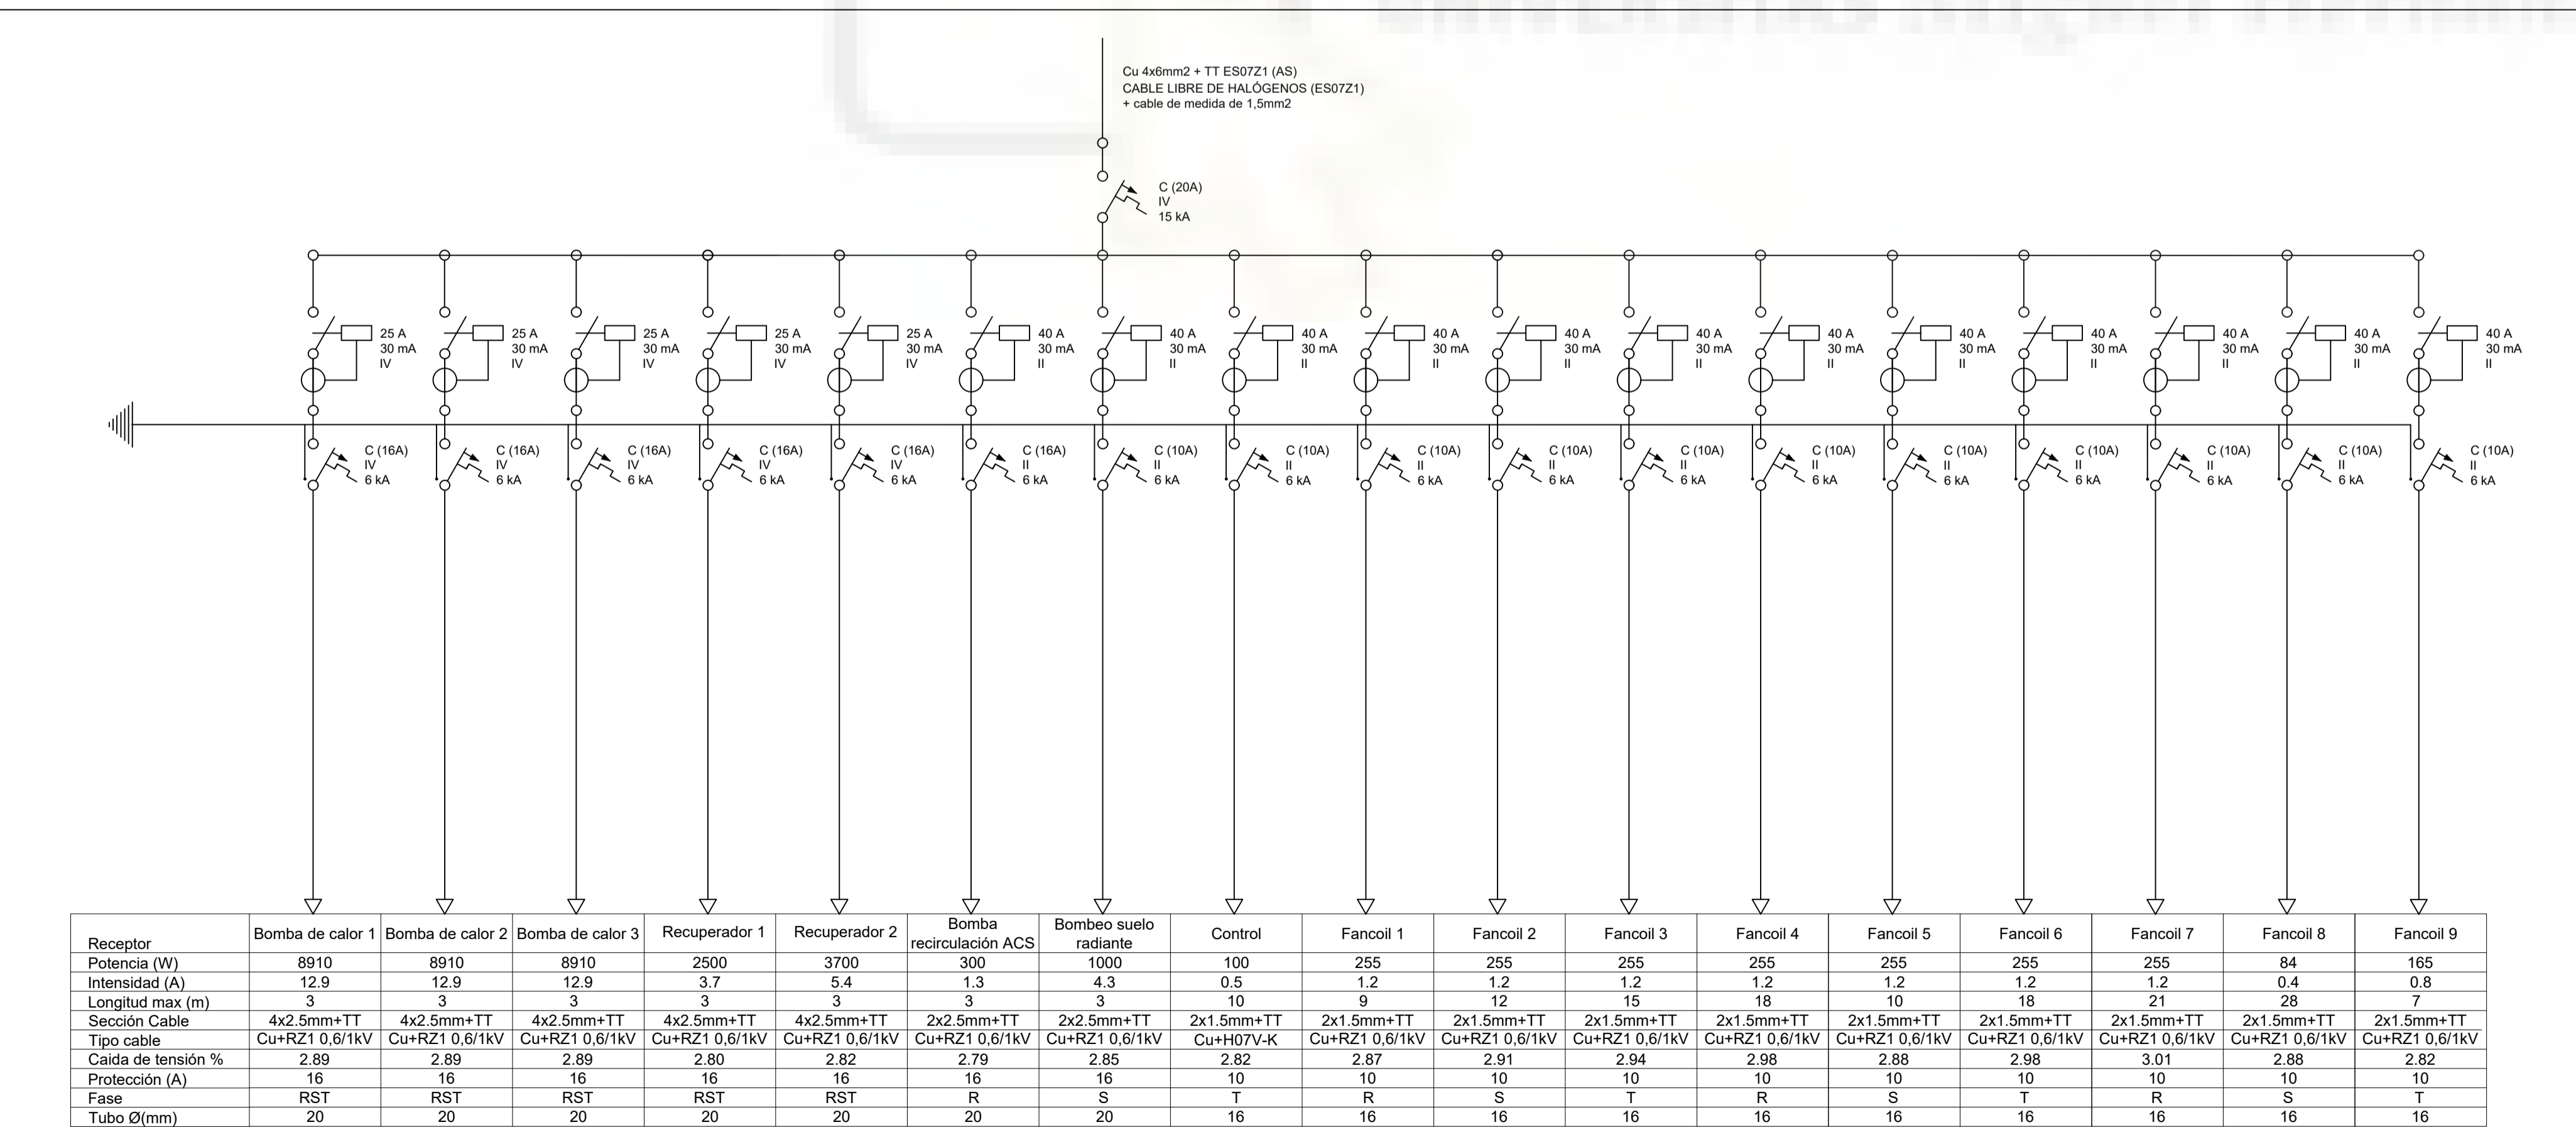 Cu 4x6mm2 + TT ES07Z1 (AS)
CABLE LIBRE DE HALÓGENOS (ES07Z1)
+ cable de medida de 1,5mm2
C (20A)
IV
15 kA
25 A 25 A 25 A 25 A 25 A 40 A 40 A 40 A 40 A 40 A 40 A 40 A 40 A 40 A 40 A 40 A 40 A
30 mA 30 mA 30 mA 30 mA 30 mA 30 mA 30 mA 30 mA 30 mA 30 mA 30 mA 30 mA 30 mA 30 mA 30 mA 30 mA 30 mA
IV IV IV IV IV II II II II II II II II II II II II
C (16A) C (16A) C (16A) C (16A) C (16A) C (16A) C (10A) C (10A) C (10A) C (10A) C (10A) C (10A) C (10A) C (10A) C (10A) C (10A) C (10A)
IV IV IV IV IV II II II II II II II II II II II II
6 kA 6 kA 6 kA 6 kA 6 kA 6 kA 6 kA 6 kA 6 kA 6 kA 6 kA 6 kA 6 kA 6 kA 6 kA 6 kA 6 kA
Receptor Bomba de calor 1 Bomba de calor 2 Bomba de calor 3 Recuperador 1 Recuperador 2 Bomba recirculación ACS Bombeo suelo radiante Control Fancoil 1 Fancoil 2 Fancoil 3 Fancoil 4 Fancoil 5 Fancoil 6 Fancoil 7 Fancoil 8 Fancoil 9
Potencia (W) 8910 8910 8910 2500 3700 300 1000 100 255 255 255 255 255 255 255 84 165
Intensidad (A) 12.9 12.9 12.9 3.7 5.4 1.3 4.3 0.5 1.2 1.2 1.2 1.2 1.2 1.2 1.2 0.4 0.8
Longitud max (m) 3 3 3 3 3 3 3 10 9 12 15 18 10 18 21 28 7
Sección Cable 4x2.5mm+TT 4x2.5mm+TT 4x2.5mm+TT 4x2.5mm+TT 4x2.5mm+TT 2x2.5mm+TT 2x2.5mm+TT 2x1.5mm+TT 2x1.5mm+TT 2x1.5mm+TT 2x1.5mm+TT 2x1.5mm+TT 2x1.5mm+TT 2x1.5mm+TT 2x1.5mm+TT 2x1.5mm+TT 2x1.5mm+TT
Tipo cable Cu+RZ1 0,6/1kV Cu+RZ1 0,6/1kV Cu+RZ1 0,6/1kV Cu+RZ1 0,6/1kV Cu+RZ1 0,6/1kV Cu+RZ1 0,6/1kV Cu+RZ1 0,6/1kV Cu+H07V-K Cu+RZ1 0,6/1kV Cu+RZ1 0,6/1kV Cu+RZ1 0,6/1kV Cu+RZ1 0,6/1kV Cu+RZ1 0,6/1kV Cu+RZ1 0,6/1kV Cu+RZ1 0,6/1kV Cu+RZ1 0,6/1kV Cu+RZ1 0,6/1kV
Caida de tensión % 2.89 2.89 2.89 2.80 2.82 2.79 2.85 2.82 2.87 2.91 2.94 2.98 2.88 2.98 3.01 2.88 2.82
Protección (A) 16 16 16 16 16 16 16 10 10 10 10 10 10 10 10 10 10
Fase RST RST RST RST RST R S T R S T R S T R S T
Tubo Ø(mm) 20 20 20 20 20 20 20 16 16 16 16 16 16 16 16 16 16